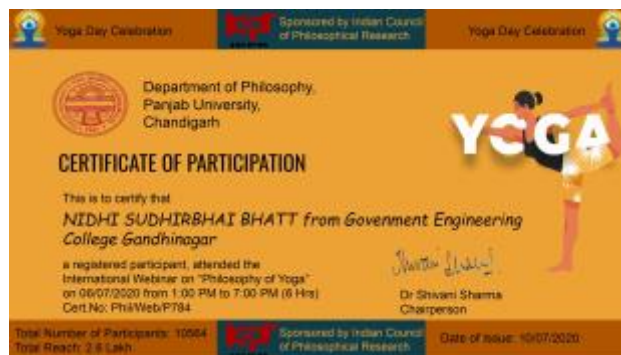 Yoga Day Celebration
Sponsored by Indian Council
of Philosophical Research
Yoga Day Celebration
Department of Philosophy,
Panjab University,
Chandigarh
YOGA
CERTIFICATE OF PARTICIPATION
This is to certify that
NIDHI SUDHIRBHAI BHATT from Govenment Engineering
College Gandhinagar
a registered participant, attended the
International Webinar on "Philosophy of Yoga"
on 06/07/2020 from 1:00 PM to 7:00 PM (6 Hrs)
Cert.No: Phil/Web/P784
Dr Shivani Sharma
Chairperson
Total Number of Participants: 10564
Total Reach: 2.6 Lakh
Sponsored by Indian Council
of Philosophical Research
Date of Issue: 10/07/2020